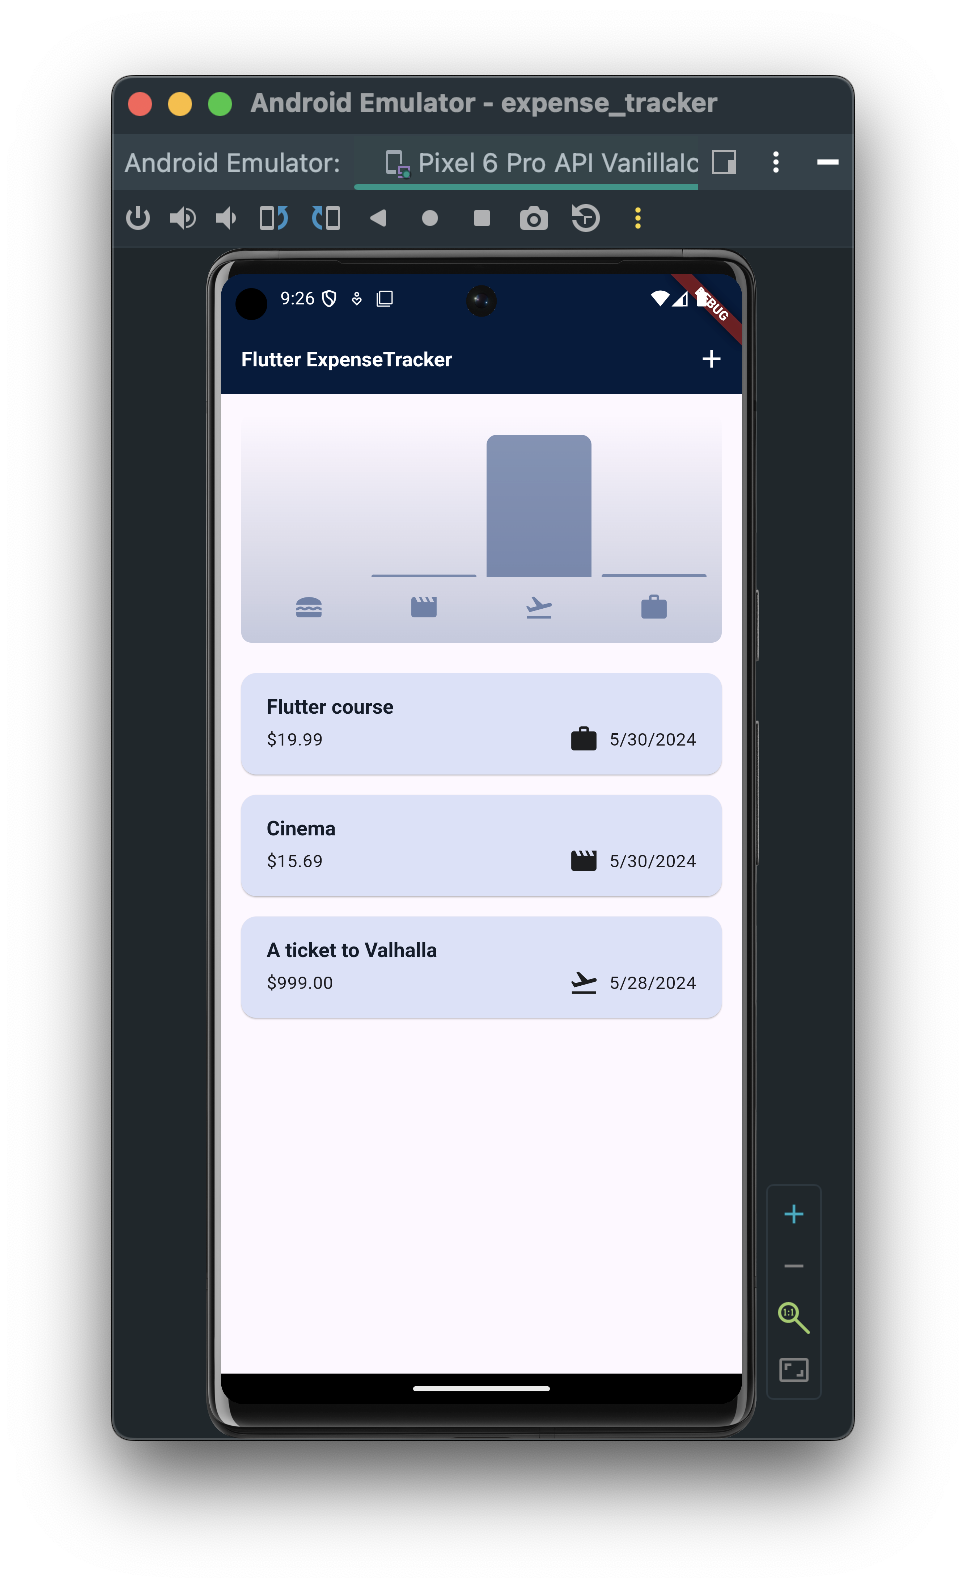 Android Emulator - expense_tracker
Android Emulator: Pixel 6 Pro API VanillaIc
9:26
DEBUG
Flutter ExpenseTracker
Flutter course
$19.99 5/30/2024
Cinema
$15.69 5/30/2024
A ticket to Valhalla
$999.00 5/28/2024
1:1